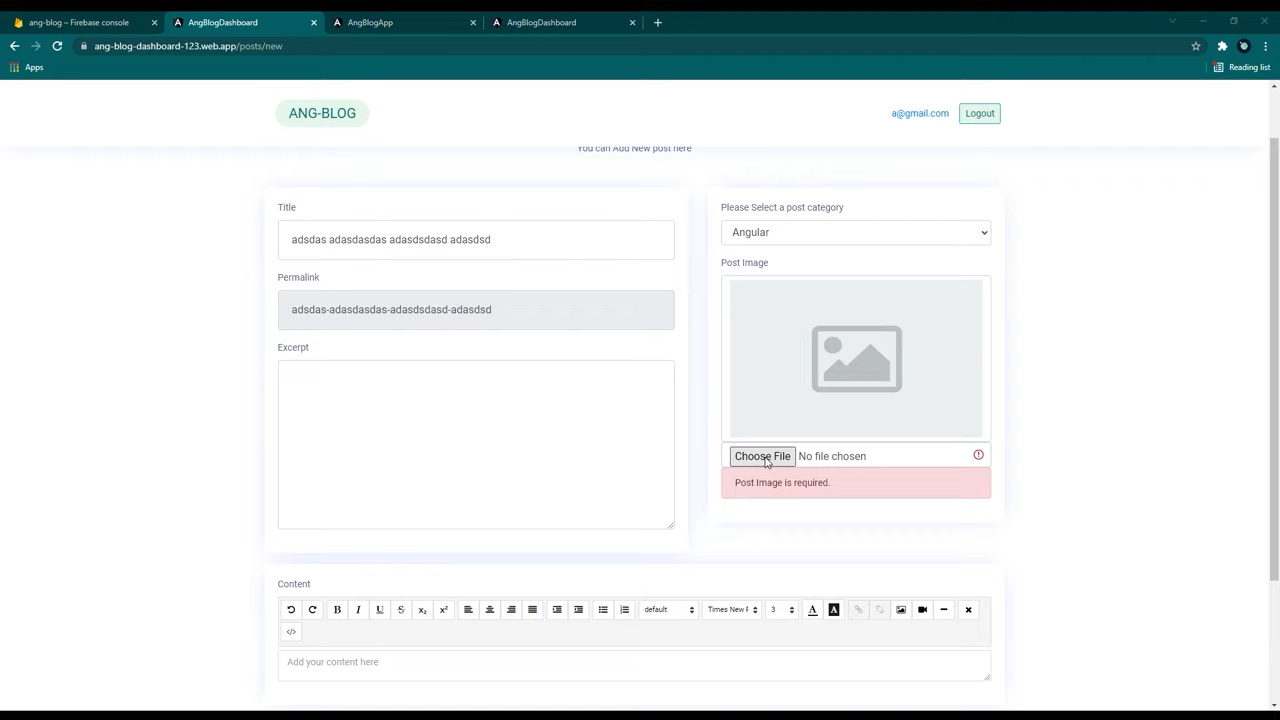 ang-blog – Firebase console
AngBlogDashboard
AngBlogApp
AngBlogDashboard
ang-blog-dashboard-123.web.app/posts/new
Apps
Reading list
ANG-BLOG
a@gmail.com
Logout
You can Add New post here
Title
adsdas adasdasdas adasdsdasd adasdsd
Permalink
adsdas-adasdasdas-adasdsdasd-adasdsd
Excerpt
Please Select a post category
Angular
Post Image
Choose File No file chosen
Post Image is required.
Content
B I U S x₂ x² default Times New F 3 A A
</>
Add your content here